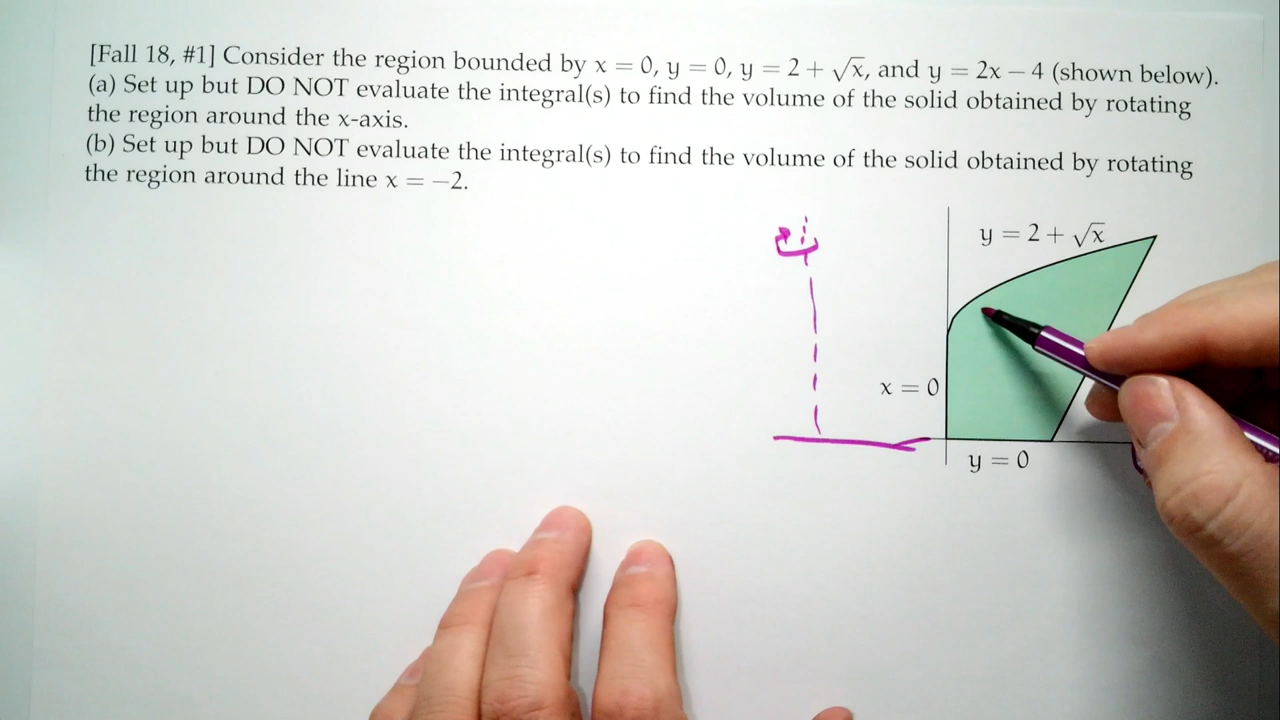 [Fall 18, #1] Consider the region bounded by x = 0, y = 0, y = 2 + √x, and y = 2x − 4 (shown below).
(a) Set up but DO NOT evaluate the integral(s) to find the volume of the solid obtained by rotating
the region around the x-axis.
(b) Set up but DO NOT evaluate the integral(s) to find the volume of the solid obtained by rotating
the region around the line x = −2.
y = 2 + √x
x = 0
y = 0